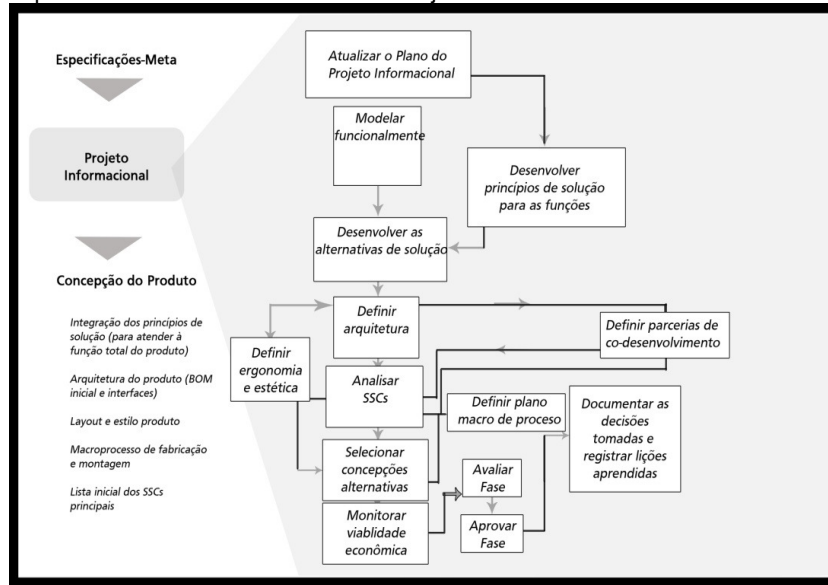 Especificações-Meta
Projeto
Informacional
Concepção do Produto
Integração dos princípios de
solução (para atender à
função total do produto)
Arquitetura do produto (BOM
inicial e interfaces)
Layout e estilo produto
Macroprocesso de fabricação
e montagem
Lista inicial dos SSCs
principais
Atualizar o Plano do
Projeto Informacional
Modelar
funcionalmente
Desenvolver
princípios de solução
para as funções
Desenvolver as
alternativas de solução
Definir
arquitetura
Definir parcerias de
co-desenvolvimento
Definir
ergonomia
e estética
Analisar
SSCs
Definir plano
macro de processo
Documentar as
decisões
tomadas e
registrar lições
aprendidas
Selecionar
concepções
alternativas
Avaliar
Fase
Monitorar
viablidade
econômica
Aprovar
Fase